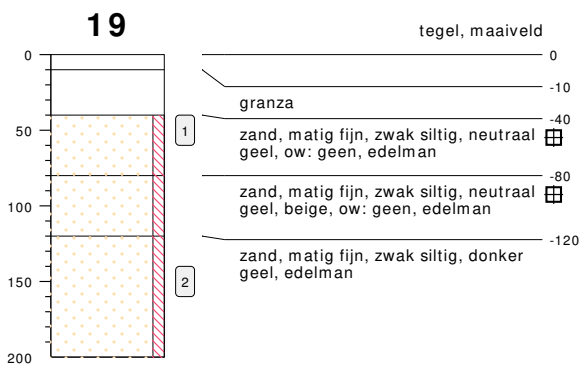 19
tegel, maaiveld
0
0
-10
granza
-40
50
1
zand, matig fijn, zwak siltig, neutraal
geel, ow: geen, edelman
-80
100
zand, matig fijn, zwak siltig, neutraal
geel, beige, ow: geen, edelman
-120
150
2
zand, matig fijn, zwak siltig, donker
geel, edelman
200